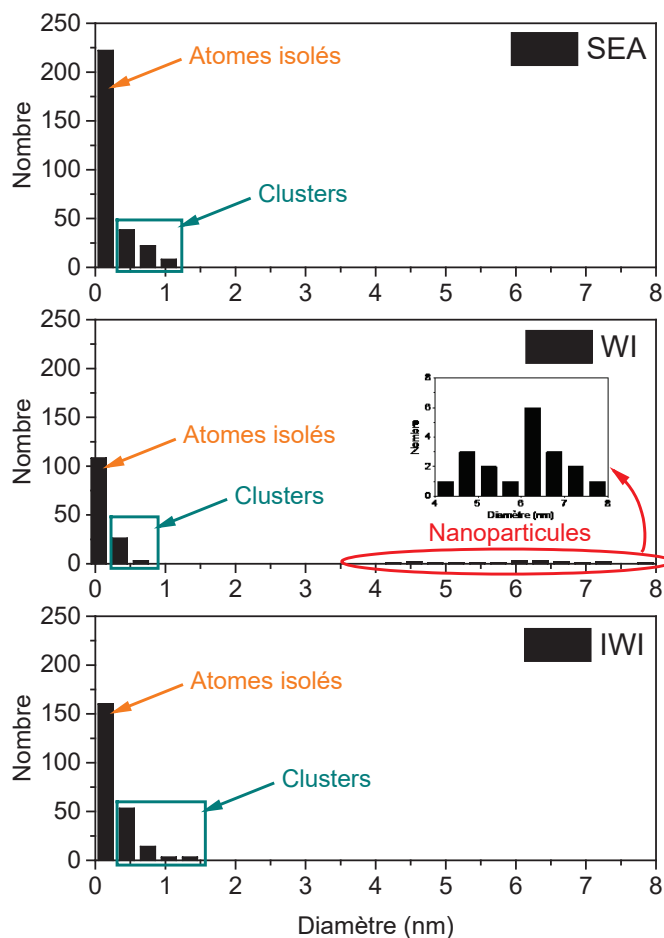 250
200
150
100
50
0
Nombre
Atomes isolés
Clusters
SEA
0 1 2 3 4 5 6 7 8
250
200
150
100
50
0
Nombre
Atomes isolés
Clusters
WI
8
6
4
2
0
Nombre
4 5 6 7 8
Diamètre (nm)
Nanoparticules
0 1 2 3 4 5 6 7 8
250
200
150
100
50
0
Nombre
Atomes isolés
Clusters
IWI
0 1 2 3 4 5 6 7 8
Diamètre (nm)